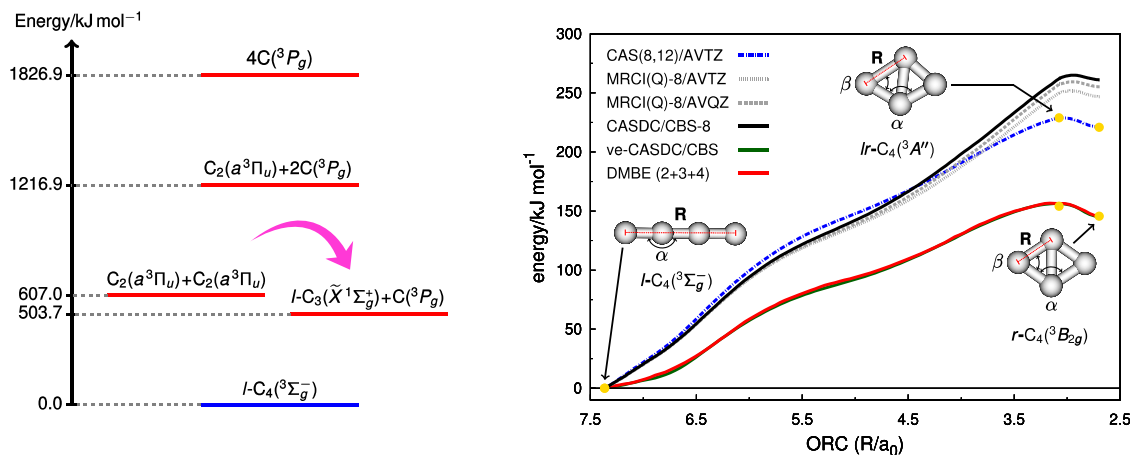 Energy/kJ mol⁻¹
1826.9
4C(³P_g)
1216.9
C₂(a³Π_u)+2C(³P_g)
607.0
C₂(a³Π_u)+C₂(a³Π_u)
503.7
l-C₃(X̃¹Σ_g⁺)+C(³P_g)
0.0
l-C₄(³Σ_g⁻)
energy/kJ mol⁻¹
300
250
200
150
100
50
0
CAS(8,12)/AVTZ
MRCI(Q)-8/AVTZ
MRCI(Q)-8/AVQZ
CASDC/CBS-8
ve-CASDC/CBS
DMBE (2+3+4)
R
β
α
lr-C₄(³A″)
R
α
l-C₄(³Σ_g⁻)
R
β
α
r-C₄(³B₂g)
7.5
6.5
5.5
4.5
3.5
2.5
ORC (R/a₀)